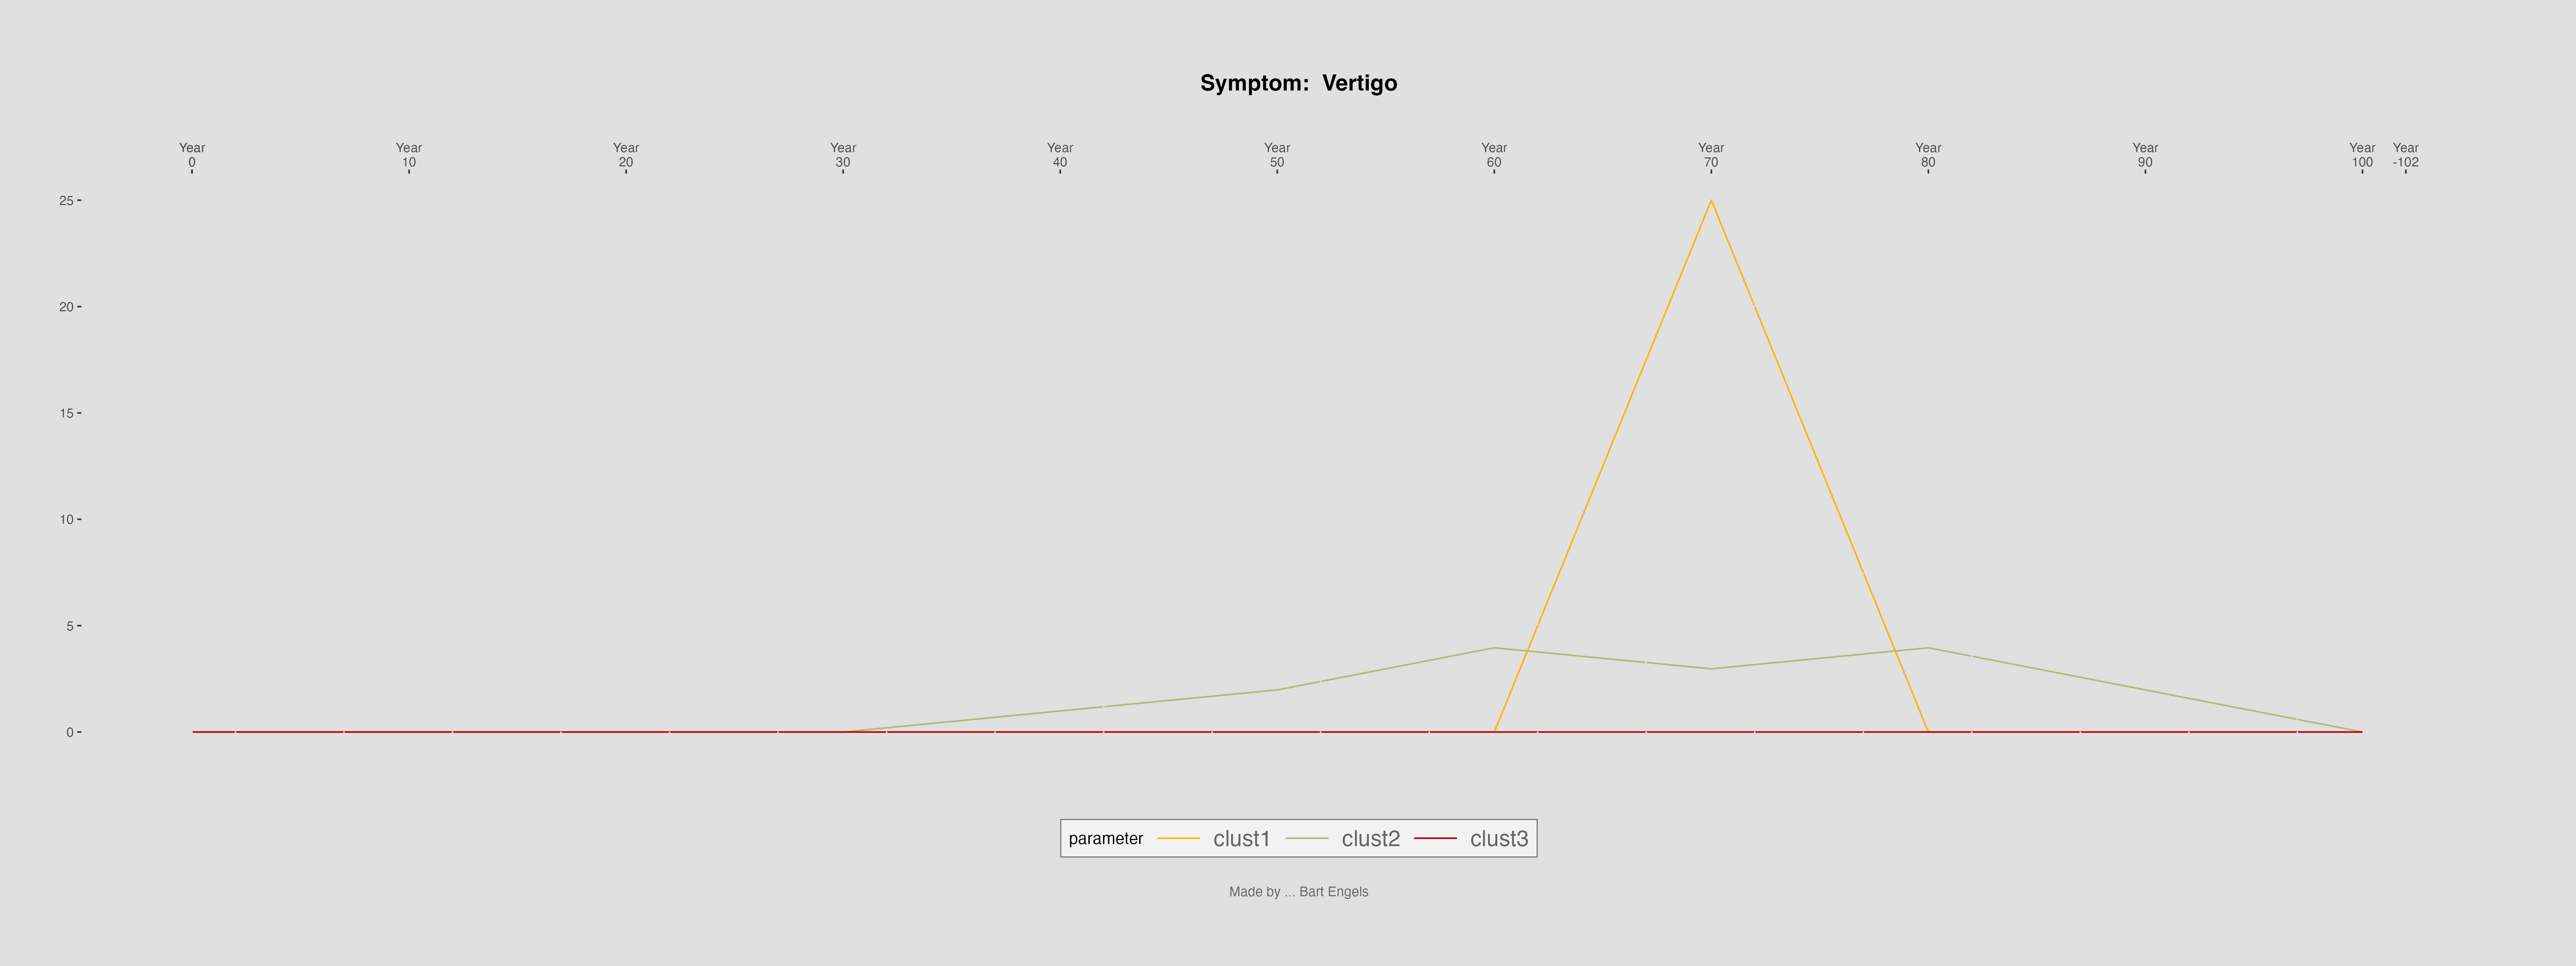 Symptom:  Vertigo
Year Year Year Year Year Year Year Year Year Year Year Year
0 10 20 30 40 50 60 70 80 90 100 -102
25
20
15
10
5
0
parameter clust1 clust2 clust3
Made by ... Bart Engels